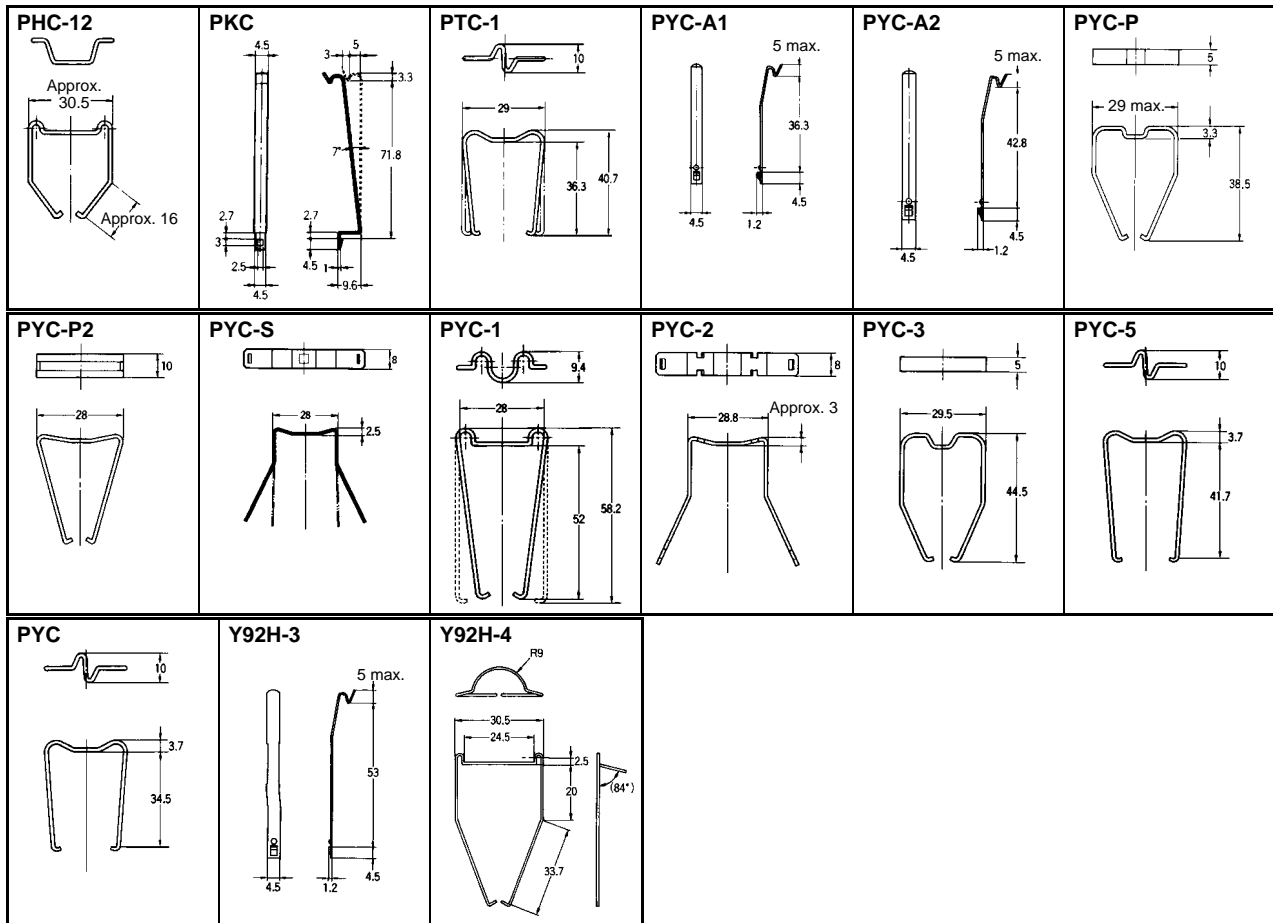 PHC-12
Approx.
30.5
Approx. 16
PKC
4.5
3
5
3.3
7°
71.8
2.7
3
2.5
4.5
2.7
4.5
1
9.6
PTC-1
10
29
36.3
40.7
PYC-A1
5 max.
36.3
4.5
1.2
4.5
PYC-A2
5 max.
42.8
4.5
4.5
1.2
PYC-P
5
29 max.
3.3
38.5
PYC-P2
10
28
PYC-S
8
28
2.5
PYC-1
9.4
28
52
58.2
PYC-2
8
Approx. 3
28.8
PYC-3
5
29.5
44.5
PYC-5
10
3.7
41.7
PYC
10
3.7
34.5
Y92H-3
5 max.
53
4.5
1.2
4.5
Y92H-4
R9
30.5
24.5
2.5
20
(84°)
33.7